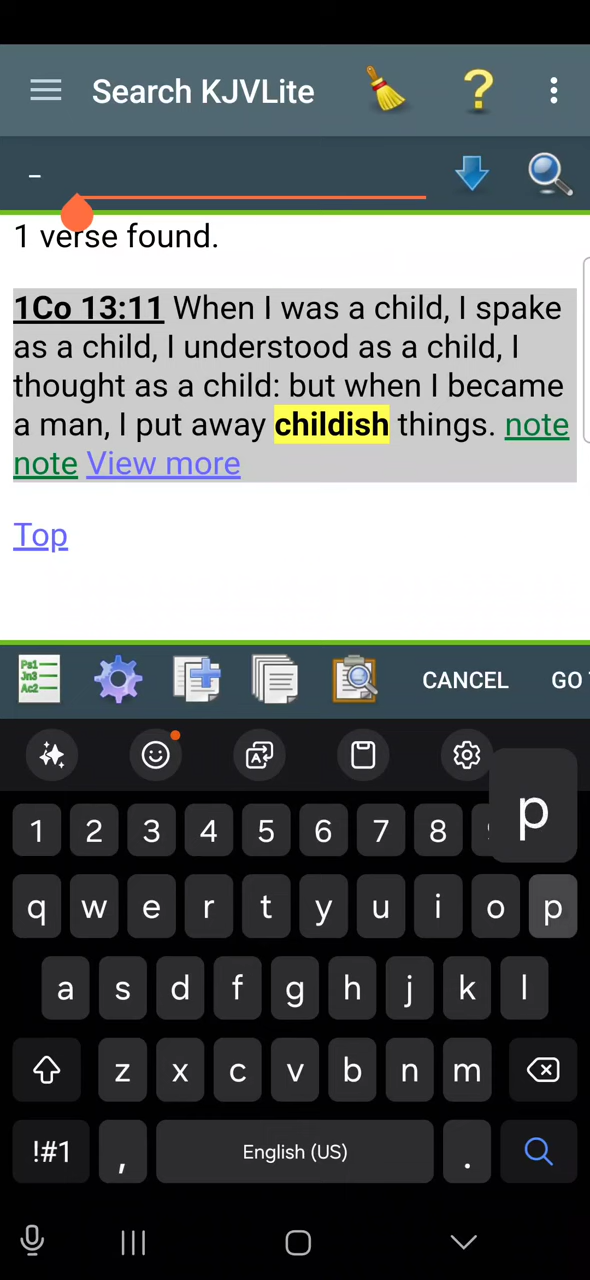 Search KJVLite
1 verse found.
1Co 13:11 When I was a child, I spake
as a child, I understood as a child, I
thought as a child: but when I became
a man, I put away childish things. note
note View more
Top
Ps1
Jn3
Ac2
CANCEL GO
p
1 2 3 4 5 6 7 8
q w e r t y u i o p
a s d f g h j k l
z x c v b n m
!#1 , English (US) .